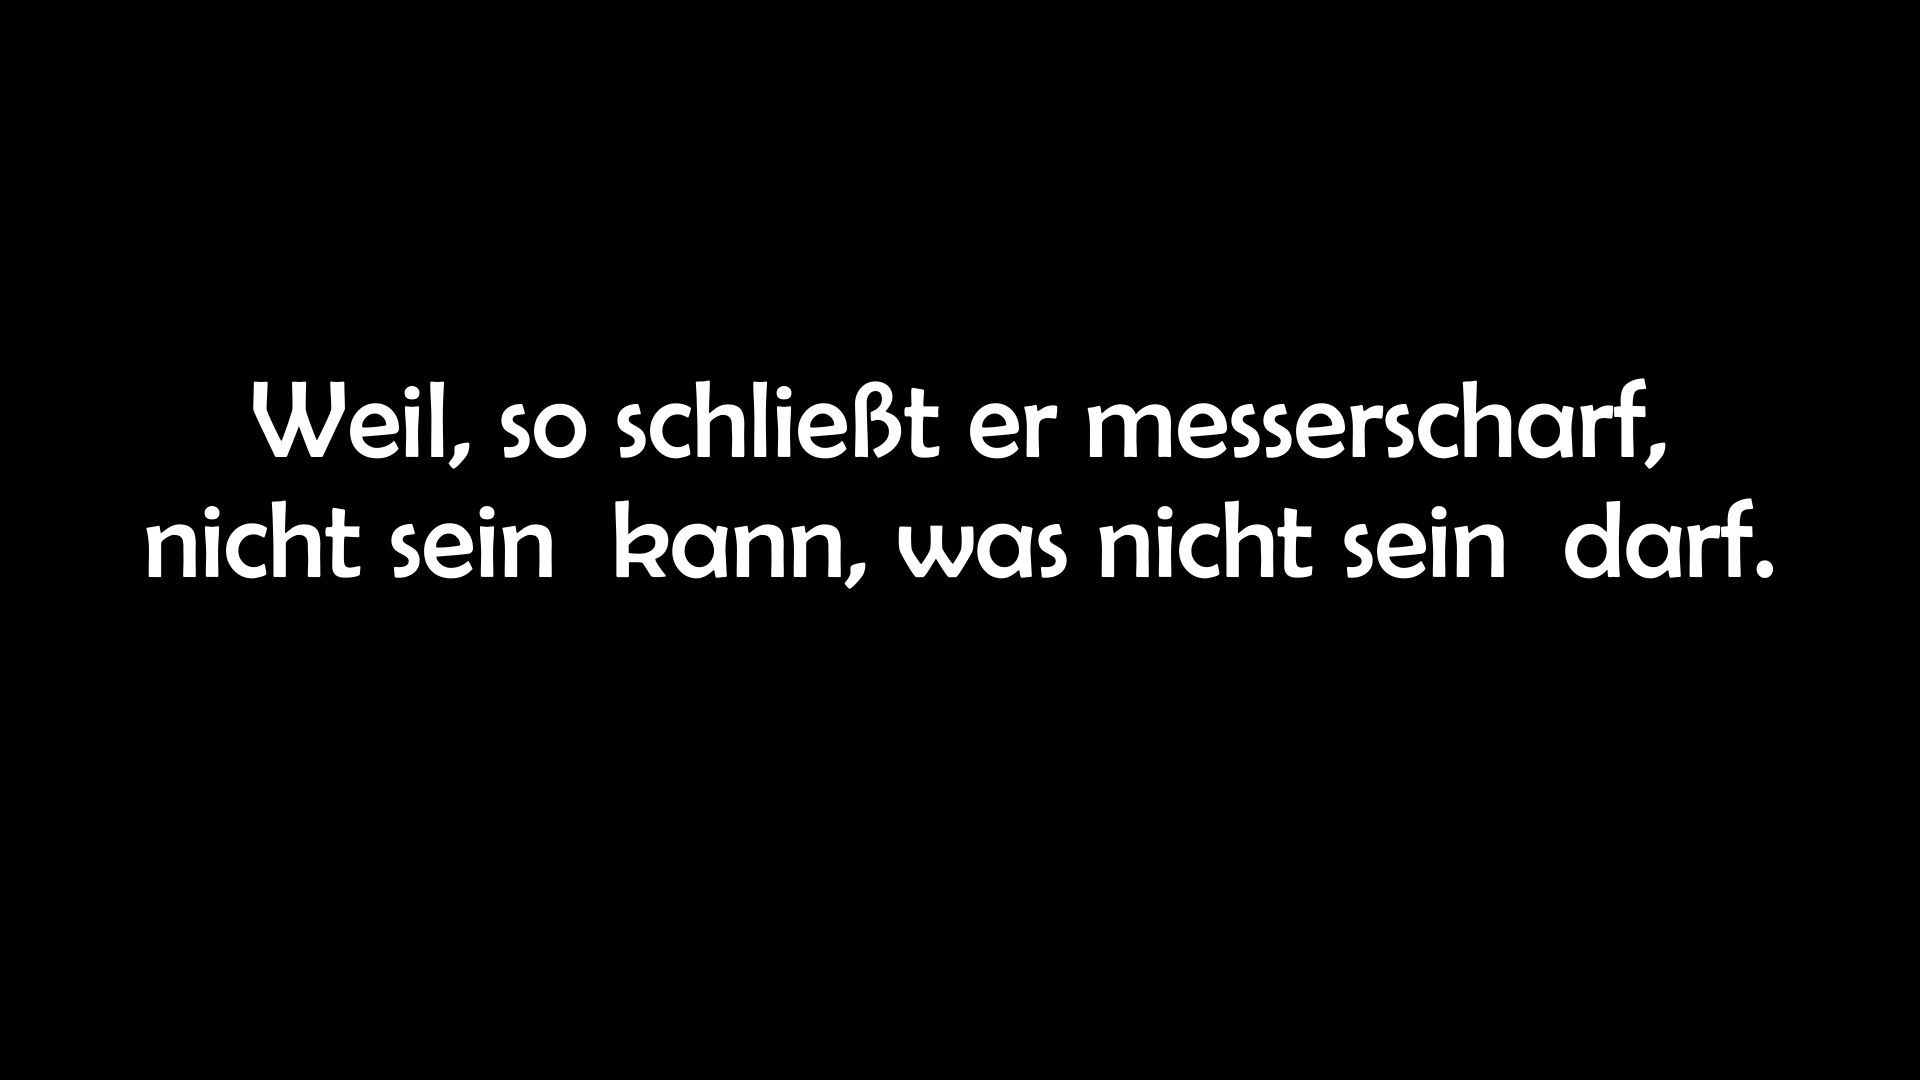 Weil, so schließt er messerscharf,
nicht sein  kann, was nicht sein  darf.